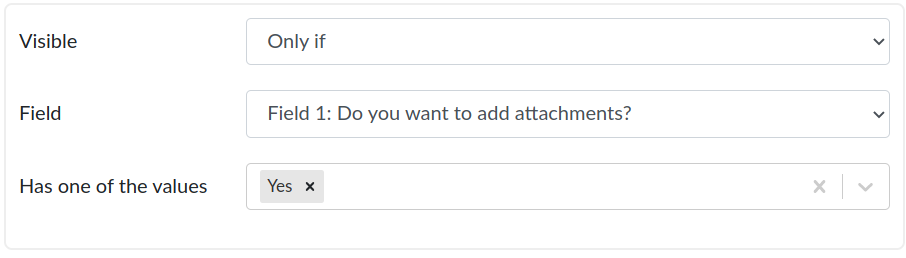 Visible
Only if
Field
Field 1: Do you want to add attachments?
Has one of the values
Yes